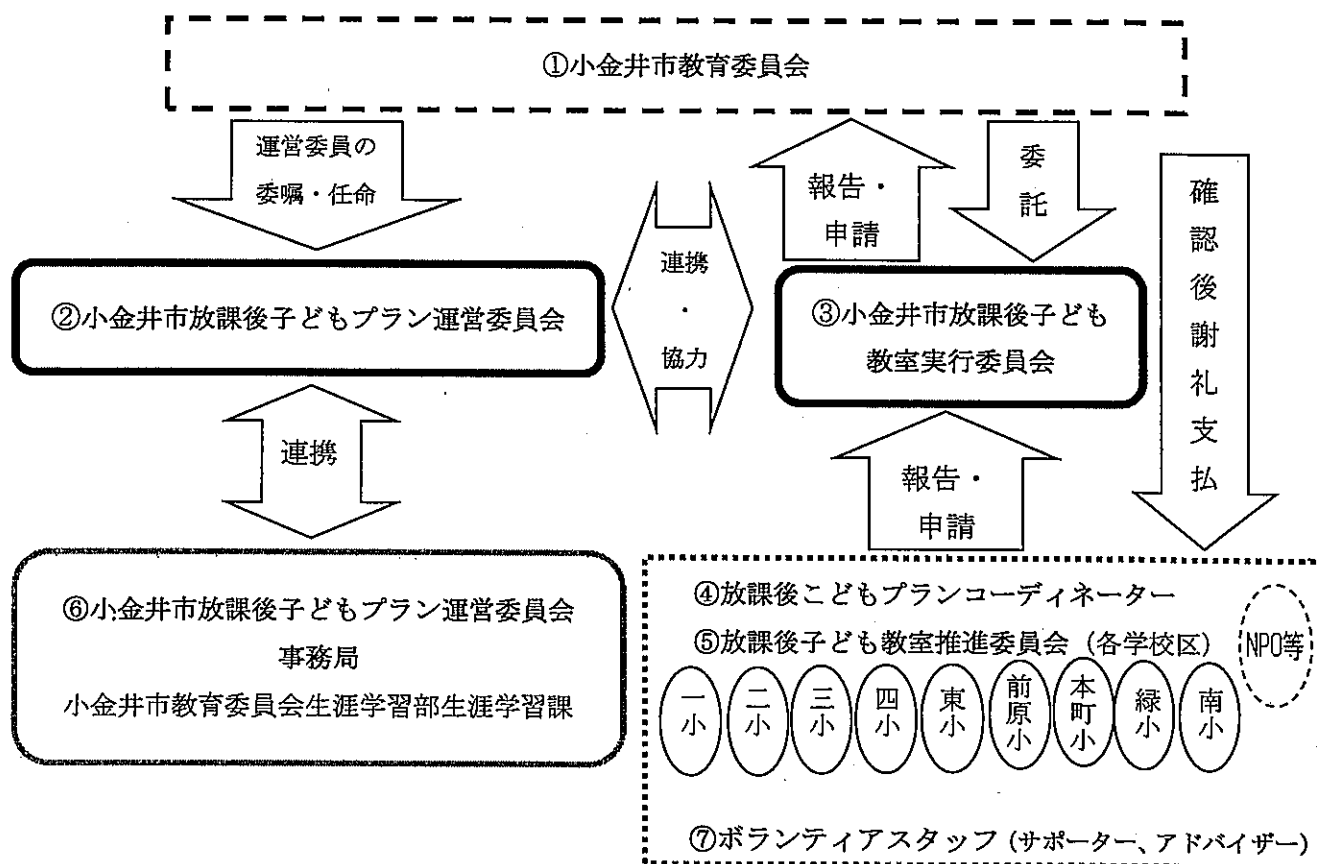 ①小金井市教育委員会
運営委員の
委嘱・任命
報告・
申請
委託
確認後謝礼支払
連携
・
協力
②小金井市放課後子どもプラン運営委員会
③小金井市放課後子ども
教室実行委員会
連携
報告・
申請
⑥小金井市放課後子どもプラン運営委員会
事務局
小金井市教育委員会生涯学習部生涯学習課
④放課後こどもプランコーディネーター
⑤放課後子ども教室推進委員会（各学校区）
NPO等
一小
二小
三小
四小
東小
前原小
本町小
緑小
南小
⑦ボランティアスタッフ（サポーター、アドバイザー）